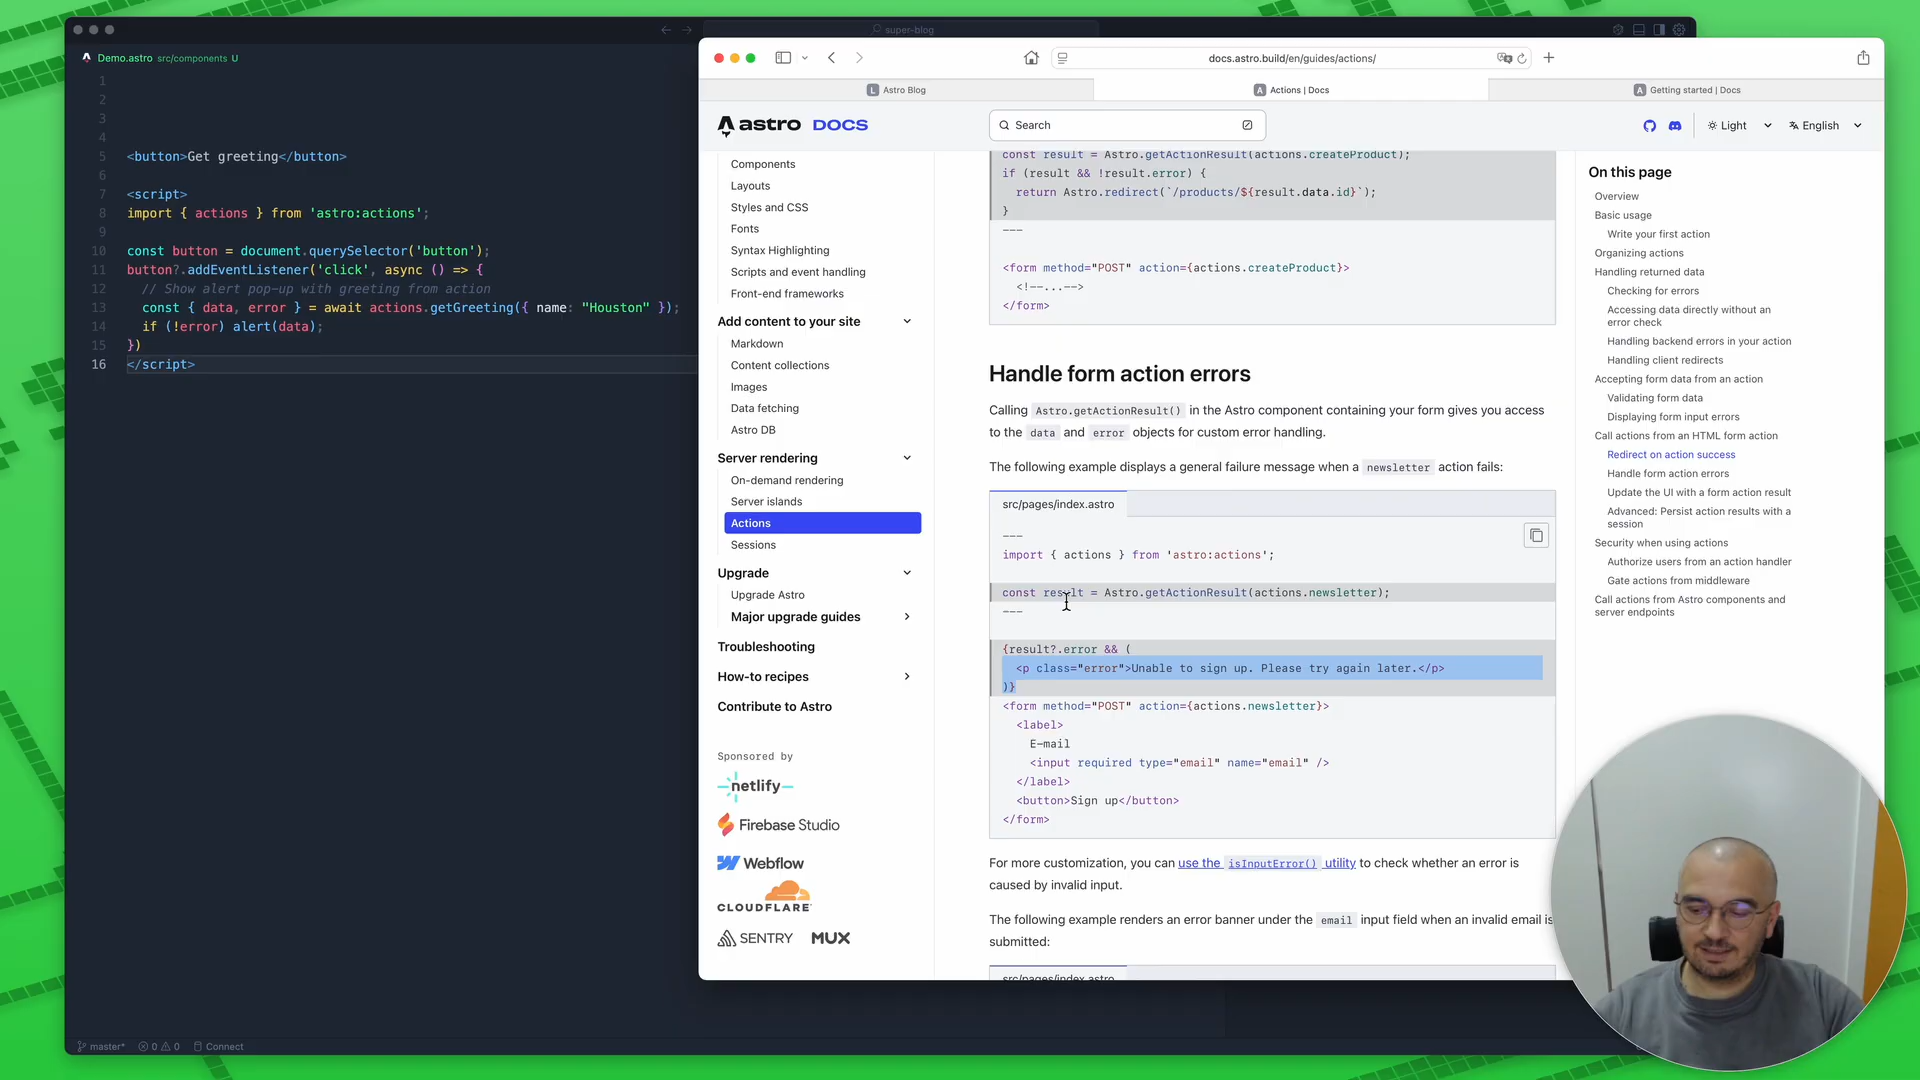 super-blog
Demo.astro src/components U
1
2
3
4
5 <button>Get greeting</button>
6
7 <script>
8 import { actions } from 'astro:actions';
9
10 const button = document.querySelector('button');
11 button?.addEventListener('click', async () => {
12 // Show alert pop-up with greeting from action
13 const { data, error } = await actions.getGreeting({ name: "Houston" });
14 if (!error) alert(data);
15 })
16 </script>
master* 0 0 Connect
docs.astro.build/en/guides/actions/
L Astro Blog
A Actions | Docs
A Getting started | Docs
astro DOCS
Search
Light
English
Components
Layouts
Styles and CSS
Fonts
Syntax Highlighting
Scripts and event handling
Front-end frameworks
Add content to your site
Markdown
Content collections
Images
Data fetching
Astro DB
Server rendering
On-demand rendering
Server islands
Actions
Sessions
Upgrade
Upgrade Astro
Major upgrade guides
Troubleshooting
How-to recipes
Contribute to Astro
Sponsored by
netlify
Firebase Studio
Webflow
CLOUDFLARE
SENTRY MUX
const result = Astro.getActionResult(actions.createProduct);
if (result && !result.error) {
return Astro.redirect(`/products/${result.data.id}`);
}
---
<form method="POST" action={actions.createProduct}>
<!--...-->
</form>
Handle form action errors
Calling Astro.getActionResult() in the Astro component containing your form gives you access
to the data and error objects for custom error handling.
The following example displays a general failure message when a newsletter action fails:
src/pages/index.astro
---
import { actions } from 'astro:actions';
const result = Astro.getActionResult(actions.newsletter);
---
{result?.error && (
<p class="error">Unable to sign up. Please try again later.</p>
)}
<form method="POST" action={actions.newsletter}>
<label>
E-mail
<input required type="email" name="email" />
</label>
<button>Sign up</button>
</form>
For more customization, you can use the isInputError() utility to check whether an error is
caused by invalid input.
The following example renders an error banner under the email input field when an invalid email is
submitted:
src/pages/index.astro
On this page
Overview
Basic usage
Write your first action
Organizing actions
Handling returned data
Checking for errors
Accessing data directly without an
error check
Handling backend errors in your action
Handling client redirects
Accepting form data from an action
Validating form data
Displaying form input errors
Call actions from an HTML form action
Redirect on action success
Handle form action errors
Update the UI with a form action result
Advanced: Persist action results with a
session
Security when using actions
Authorize users from an action handler
Gate actions from middleware
Call actions from Astro components and
server endpoints